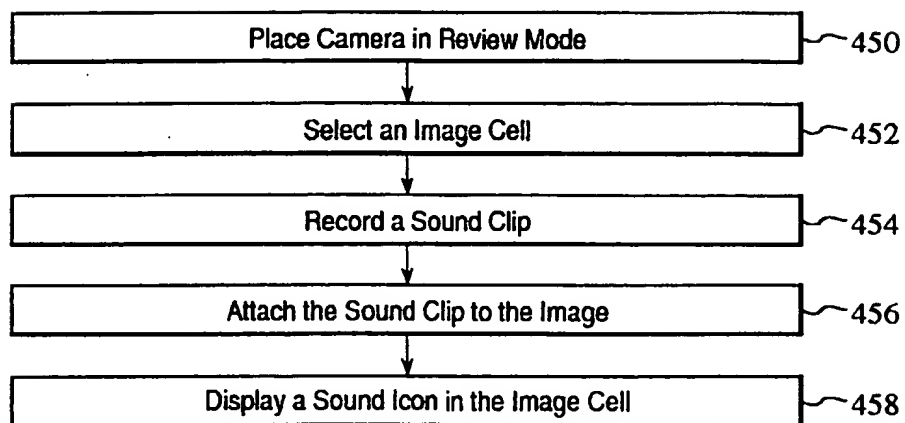 Place Camera in Review Mode 450
Select an Image Cell 452
Record a Sound Clip 454
Attach the Sound Clip to the Image 456
Display a Sound Icon in the Image Cell 458